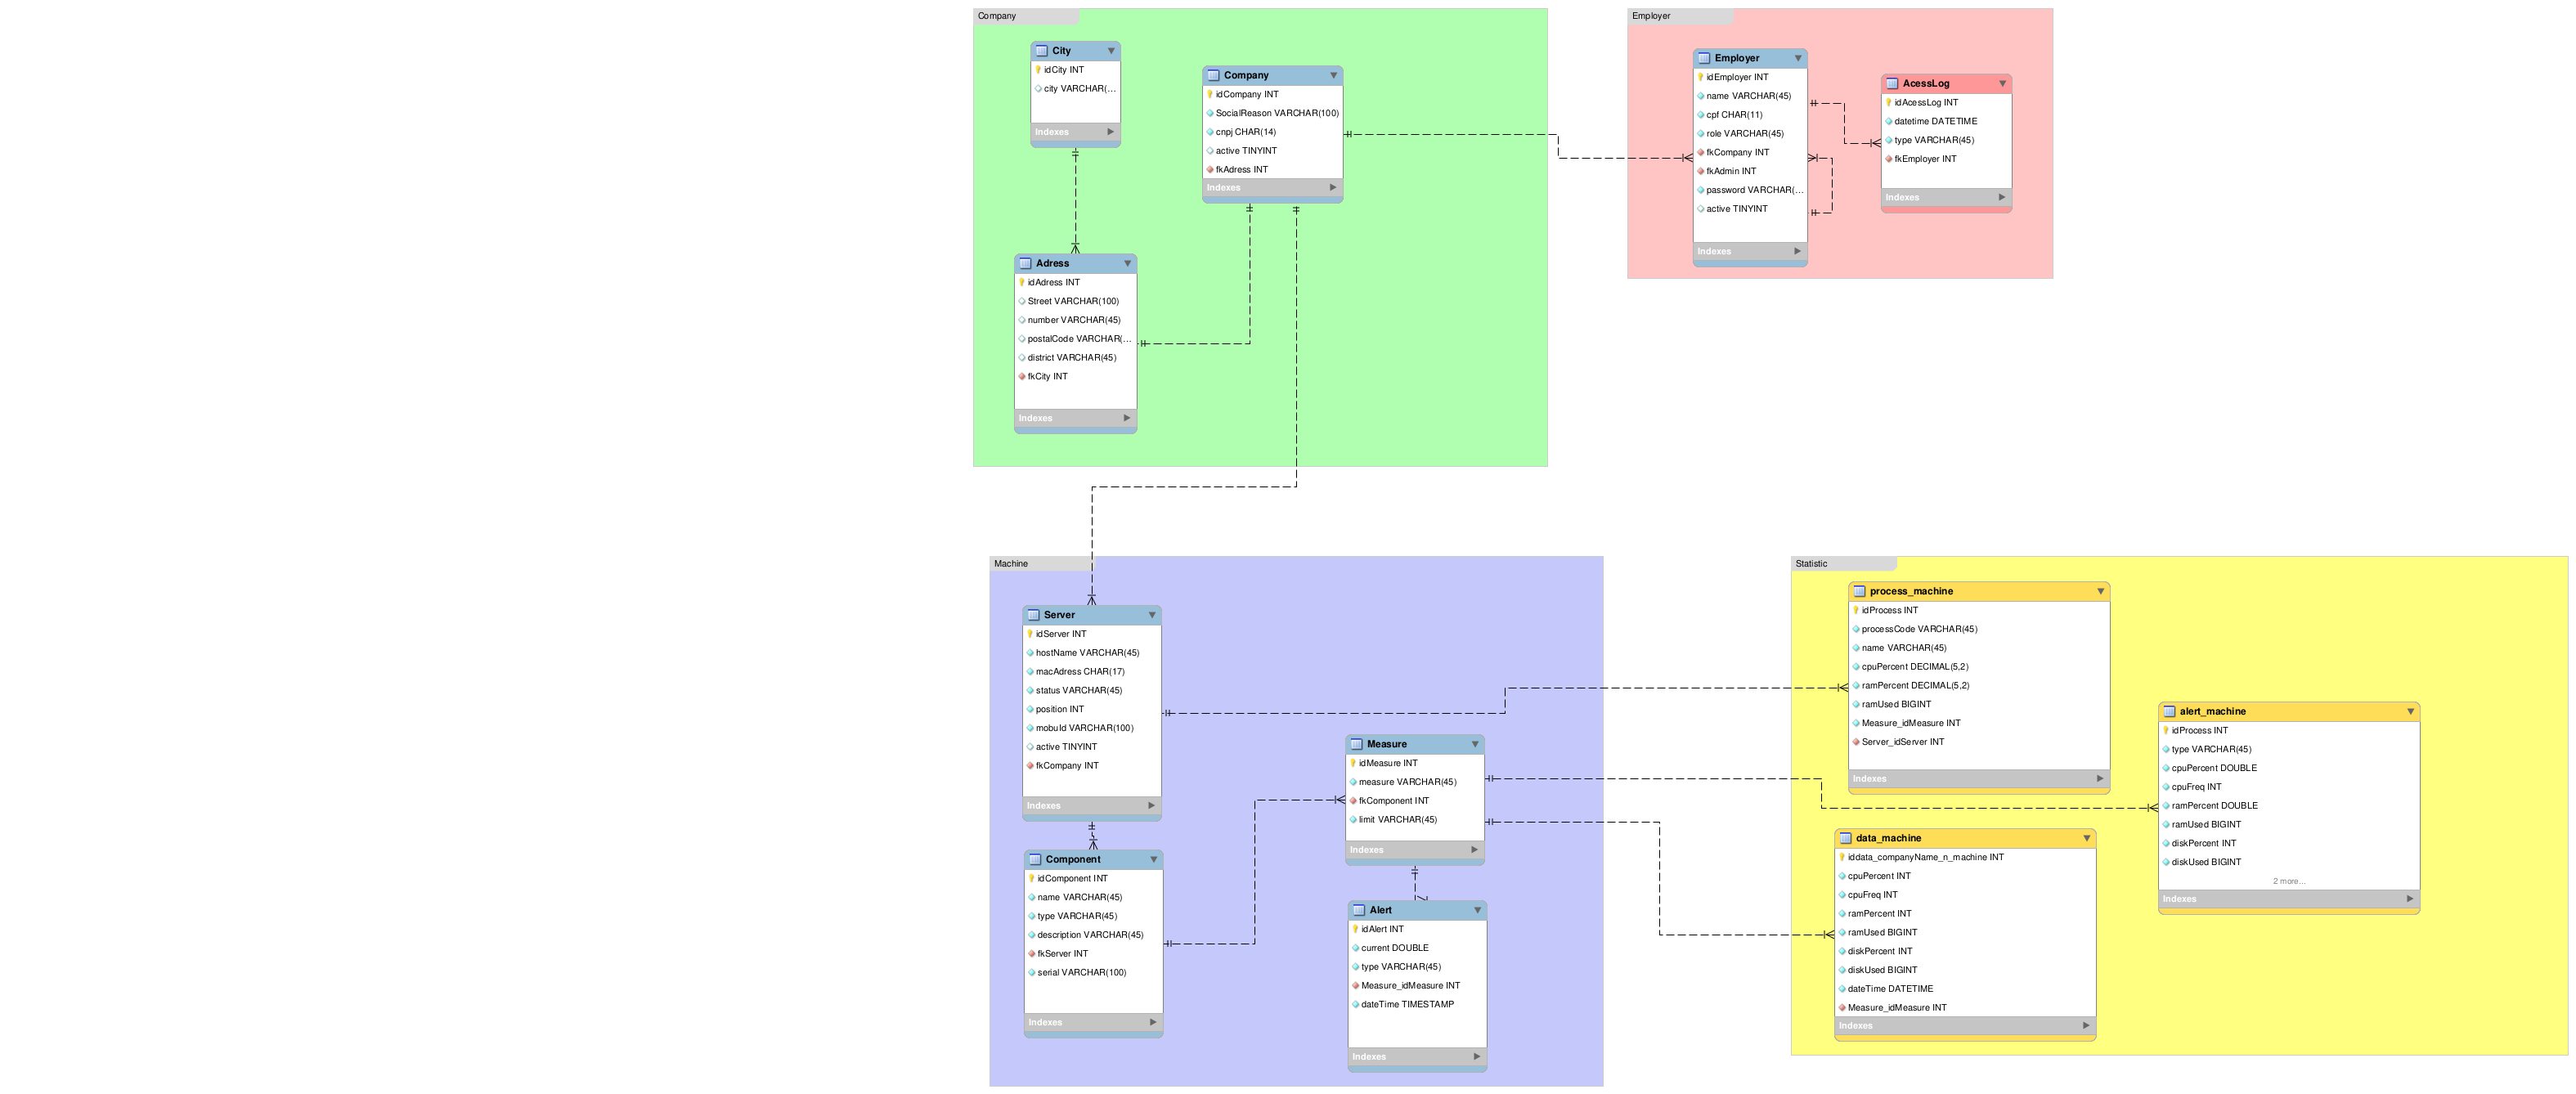 Company
City
idCity INT
city VARCHAR(...
Indexes
Company
idCompany INT
SocialReason VARCHAR(100)
cnpj CHAR(14)
active TINYINT
fkAdress INT
Indexes
Adress
idAdress INT
Street VARCHAR(100)
number VARCHAR(45)
postalCode VARCHAR(...
district VARCHAR(45)
fkCity INT
Indexes
Employer
Employer
idEmployer INT
name VARCHAR(45)
cpf CHAR(11)
role VARCHAR(45)
fkCompany INT
fkAdmin INT
password VARCHAR(...
active TINYINT
Indexes
AcessLog
idAcessLog INT
datetime DATETIME
type VARCHAR(45)
fkEmployer INT
Indexes
Machine
Server
idServer INT
hostName VARCHAR(45)
macAdress CHAR(17)
status VARCHAR(45)
position INT
mobuId VARCHAR(100)
active TINYINT
fkCompany INT
Indexes
Component
idComponent INT
name VARCHAR(45)
type VARCHAR(45)
description VARCHAR(45)
fkServer INT
serial VARCHAR(100)
Indexes
Measure
idMeasure INT
measure VARCHAR(45)
fkComponent INT
limit VARCHAR(45)
Indexes
Alert
idAlert INT
current DOUBLE
type VARCHAR(45)
Measure_idMeasure INT
dateTime TIMESTAMP
Indexes
Statistic
process_machine
idProcess INT
processCode VARCHAR(45)
name VARCHAR(45)
cpuPercent DECIMAL(5,2)
ramPercent DECIMAL(5,2)
ramUsed BIGINT
Measure_idMeasure INT
Server_idServer INT
Indexes
data_machine
iddata_companyName_n_machine INT
cpuPercent INT
cpuFreq INT
ramPercent INT
ramUsed BIGINT
diskPercent INT
diskUsed BIGINT
dateTime DATETIME
Measure_idMeasure INT
Indexes
alert_machine
idProcess INT
type VARCHAR(45)
cpuPercent DOUBLE
cpuFreq INT
ramPercent DOUBLE
ramUsed BIGINT
diskPercent INT
diskUsed BIGINT
2 more...
Indexes